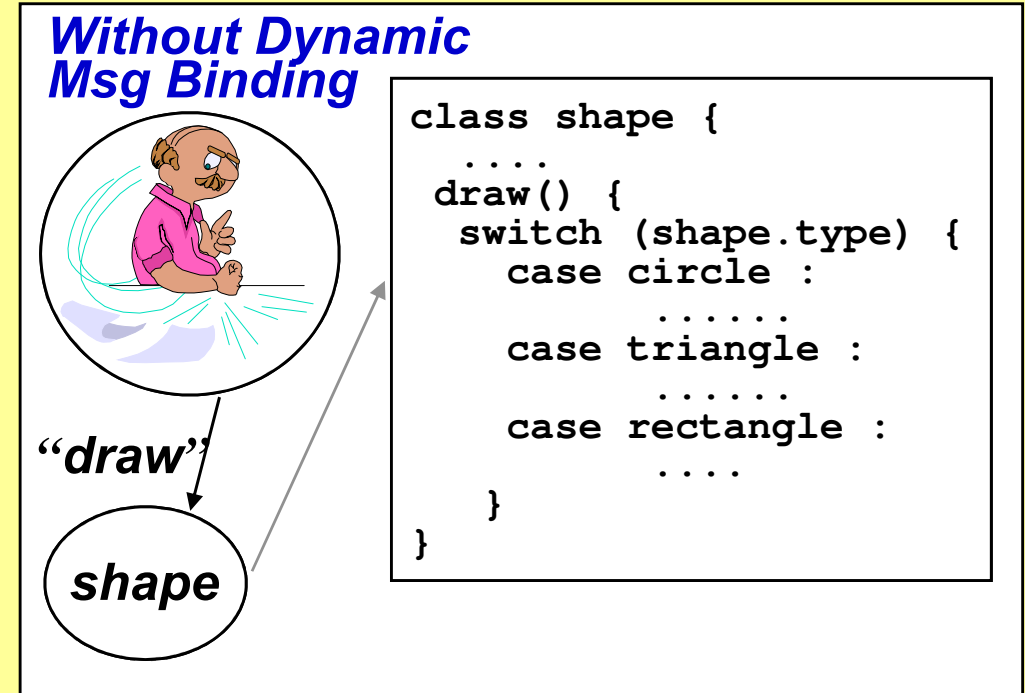 Without Dynamic
Msg Binding
class shape {
....
draw() {
switch (shape.type) {
case circle :
......
case triangle :
......
case rectangle :
....
}
}
“draw”
shape